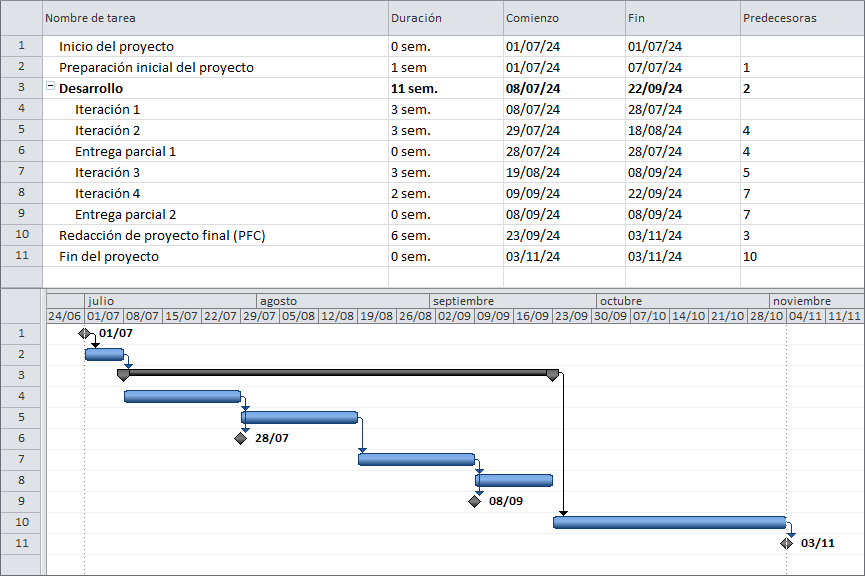 Nombre de tarea Duración Comienzo Fin Predecesoras
1 Inicio del proyecto 0 sem. 01/07/24 01/07/24
2 Preparación inicial del proyecto 1 sem 01/07/24 07/07/24 1
3 Desarrollo 11 sem. 08/07/24 22/09/24 2
4 Iteración 1 3 sem. 08/07/24 28/07/24
5 Iteración 2 3 sem. 29/07/24 18/08/24 4
6 Entrega parcial 1 0 sem. 28/07/24 28/07/24 4
7 Iteración 3 3 sem. 19/08/24 08/09/24 5
8 Iteración 4 2 sem. 09/09/24 22/09/24 7
9 Entrega parcial 2 0 sem. 08/09/24 08/09/24 7
10 Redacción de proyecto final (PFC) 6 sem. 23/09/24 03/11/24 3
11 Fin del proyecto 0 sem. 03/11/24 03/11/24 10
julio agosto septiembre octubre noviembre
24/06 01/07 08/07 15/07 22/07 29/07 05/08 12/08 19/08 26/08 02/09 09/09 16/09 23/09 30/09 07/10 14/10 21/10 28/10 04/11 11/11
1 01/07
2
3
4
5
6 28/07
7
8
9 08/09
10
11 03/11